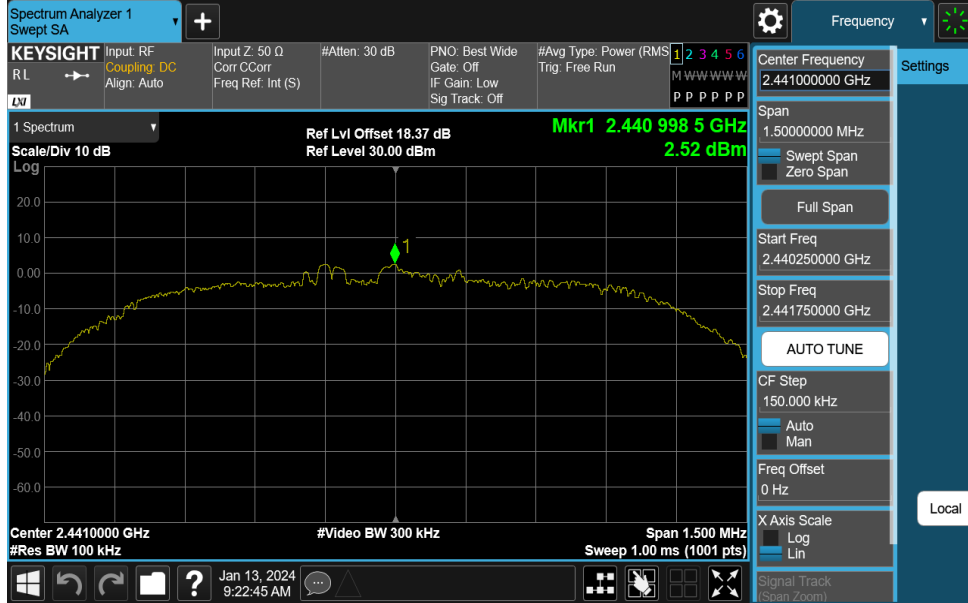 Spectrum Analyzer 1
Swept SA
Frequency
KEYSIGHT
R L
LXI
Input: RF
Coupling: DC
Align: Auto
Input Z: 50 Ω
Corr CCorr
Freq Ref: Int (S)
#Atten: 30 dB
PNO: Best Wide
Gate: Off
IF Gain: Low
Sig Track: Off
#Avg Type: Power (RMS
Trig: Free Run
1 2 3 4 5 6
M W W W W W
P P P P P P
Center Frequency
2.441000000 GHz
Settings
1 Spectrum
Scale/Div 10 dB
Ref Lvl Offset 18.37 dB
Ref Level 30.00 dBm
Mkr1 2.440 998 5 GHz
2.52 dBm
Span
1.50000000 MHz
Swept Span
Zero Span
Full Span
Start Freq
2.440250000 GHz
Stop Freq
2.441750000 GHz
AUTO TUNE
CF Step
150.000 kHz
Auto
Man
Freq Offset
0 Hz
X Axis Scale
Log
Lin
Signal Track
(Span Zoom)
Local
Log
20.0
10.0
0.00
-10.0
-20.0
-30.0
-40.0
-50.0
-60.0
1
Center 2.4410000 GHz
#Video BW 300 kHz
Span 1.500 MHz
#Res BW 100 kHz
Sweep 1.00 ms (1001 pts)
?
Jan 13, 2024
9:22:45 AM